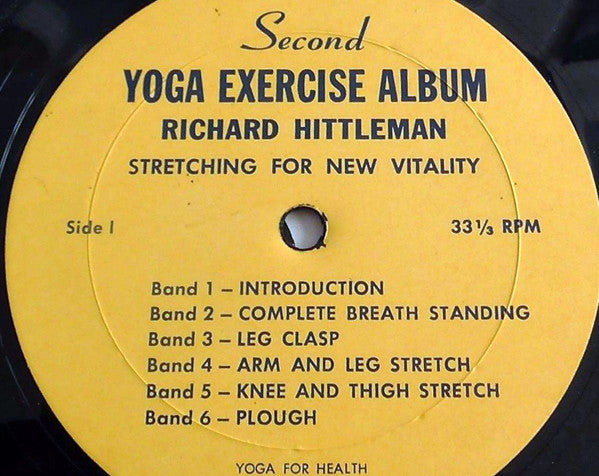 Second
YOGA EXERCISE ALBUM
RICHARD HITTLEMAN
STRETCHING FOR NEW VITALITY
Side I 33 ⅓ RPM
Band 1 – INTRODUCTION
Band 2 – COMPLETE BREATH STANDING
Band 3 – LEG CLASP
Band 4 – ARM AND LEG STRETCH
Band 5 – KNEE AND THIGH STRETCH
Band 6 – PLOUGH
YOGA FOR HEALTH